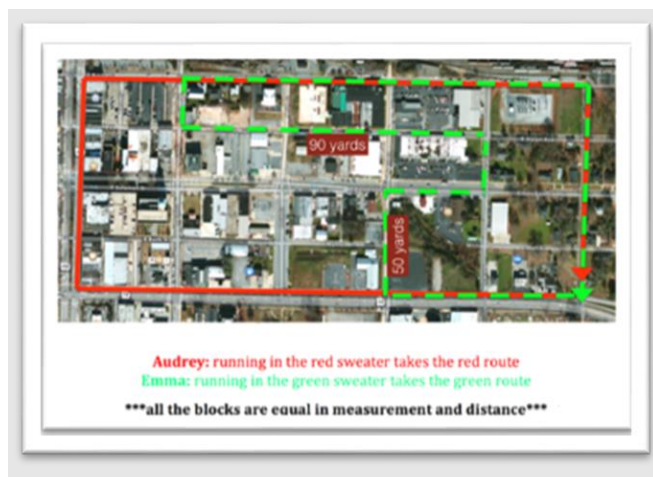 90 yards
50 yards
Audrey: running in the red sweater takes the red route
Emma: running in the green sweater takes the green route
***all the blocks are equal in measurement and distance***